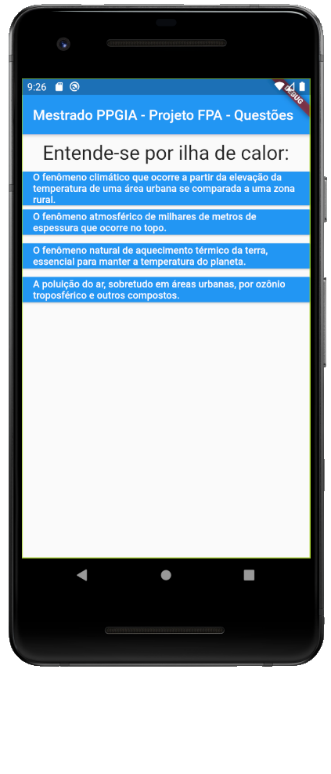 9:26
DEBUG
Mestrado PPGIA - Projeto FPA - Questões
Entende-se por ilha de calor:
O fenômeno climático que ocorre a partir da elevação da
temperatura de uma área urbana se comparada a uma zona
rural.
O fenômeno atmosférico de milhares de metros de
espessura que ocorre no topo.
O fenômeno natural de aquecimento térmico da terra,
essencial para manter a temperatura do planeta.
A poluição do ar, sobretudo em áreas urbanas, por ozônio
troposférico e outros compostos.